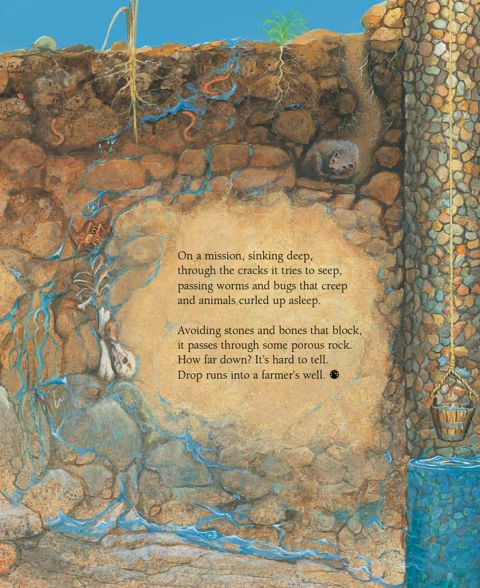 On a mission, sinking deep,
through the cracks it tries to seep,
passing worms and bugs that creep
and animals curled up asleep.
Avoiding stones and bones that block,
it passes through some porous rock.
How far down? It's hard to tell.
Drop runs into a farmer's well.